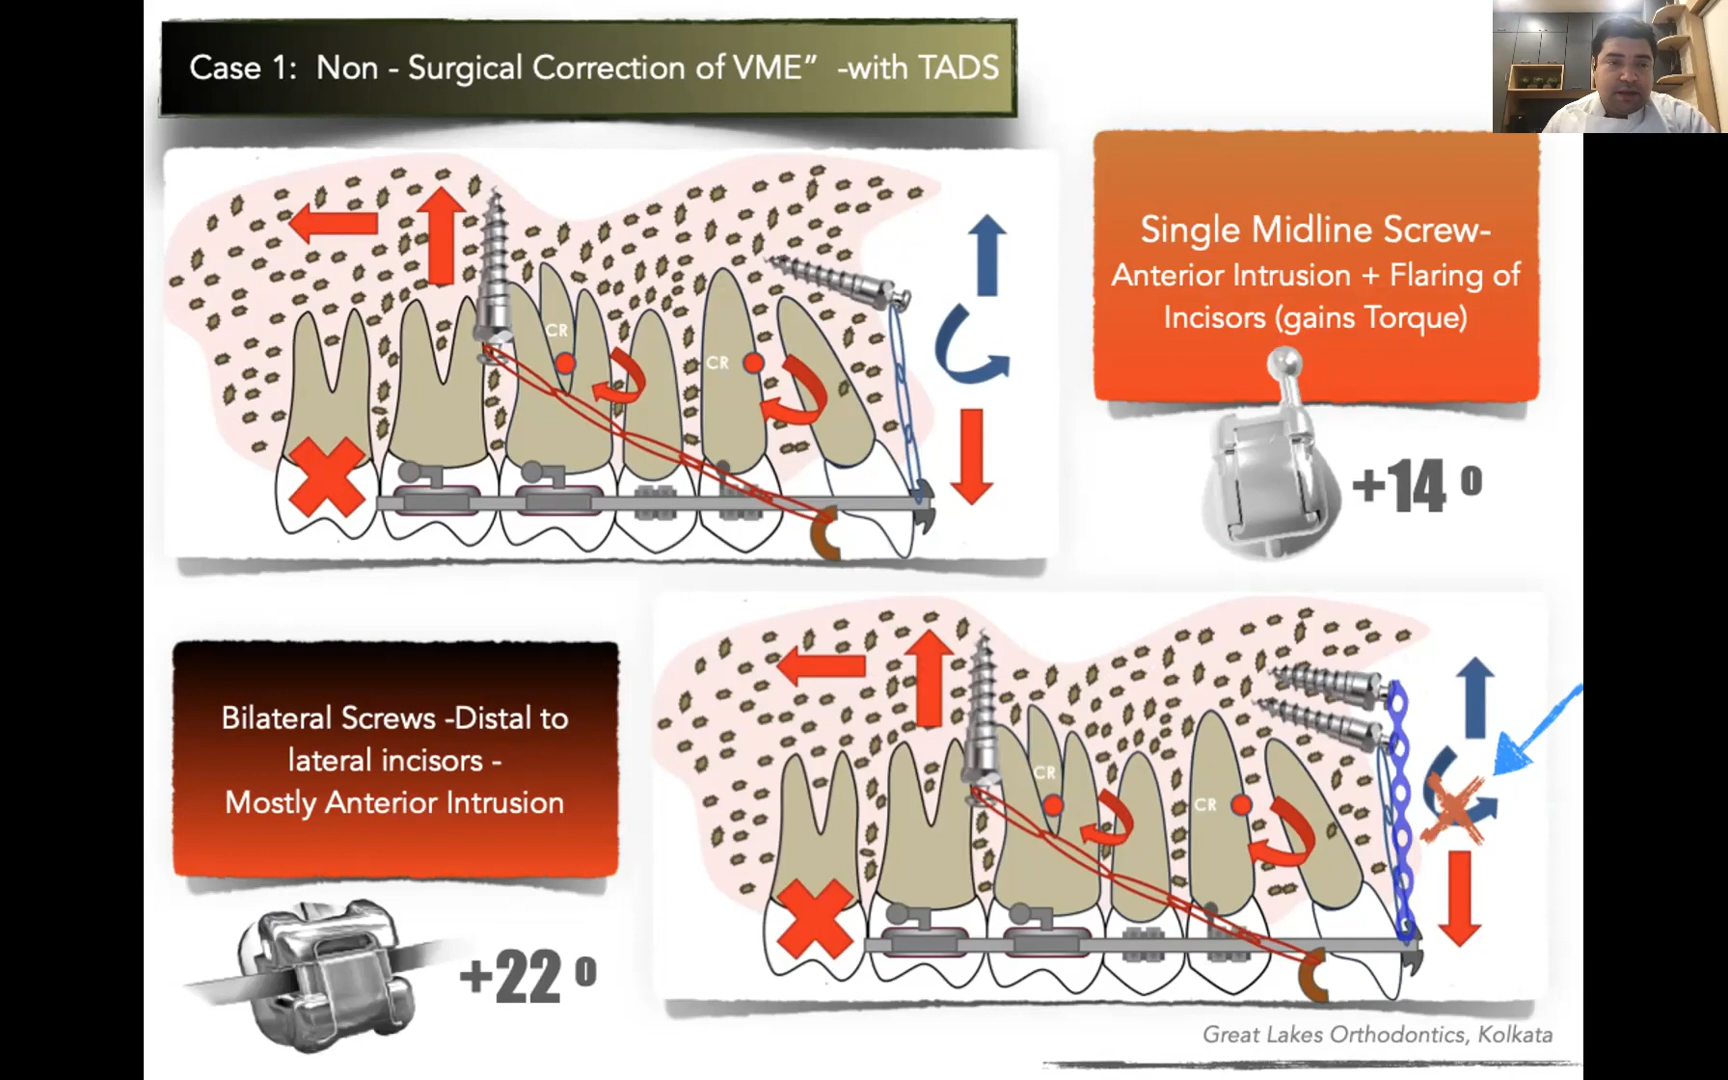 Case 1:  Non - Surgical Correction of VME”  -with TADS
Single Midline Screw-
Anterior Intrusion + Flaring of
Incisors (gains Torque)
CR
CR
+14 º
Bilateral Screws -Distal to
lateral incisors -
Mostly Anterior Intrusion
CR
CR
+22 º
Great Lakes Orthodontics, Kolkata